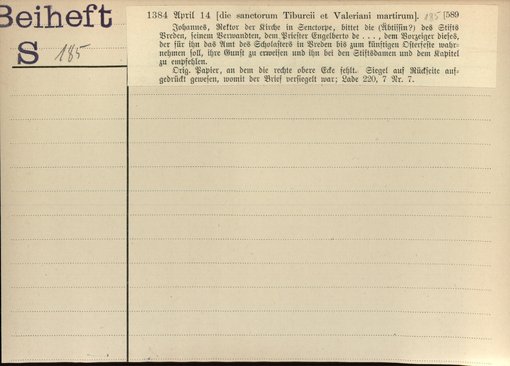 Beiheft
S 185
1384 April 14 [die sanctorum Tiburcii et Valeriani martirum]. 185 [589
Johannes, Rektor der Kirche in Senctorpe, bittet die (Äbtissin?) des Stifts
Vreden, seinem Verwandten, dem Priester Engelberto de . . . , dem Vorzeiger dieses,
der für ihn das Amt des Scholasters in Vreden bis zum künftigen Osterfeste wahr-
nehmen soll, ihre Gunst zu erweisen und ihn bei den Stiftsdamen und dem Kapitel
zu empfehlen.
Orig. Papier, an dem die rechte obere Ecke fehlt. Siegel auf Rückseite auf-
gedrückt gewesen, womit der Brief versiegelt war; Lade 220, 7 Nr. 7.